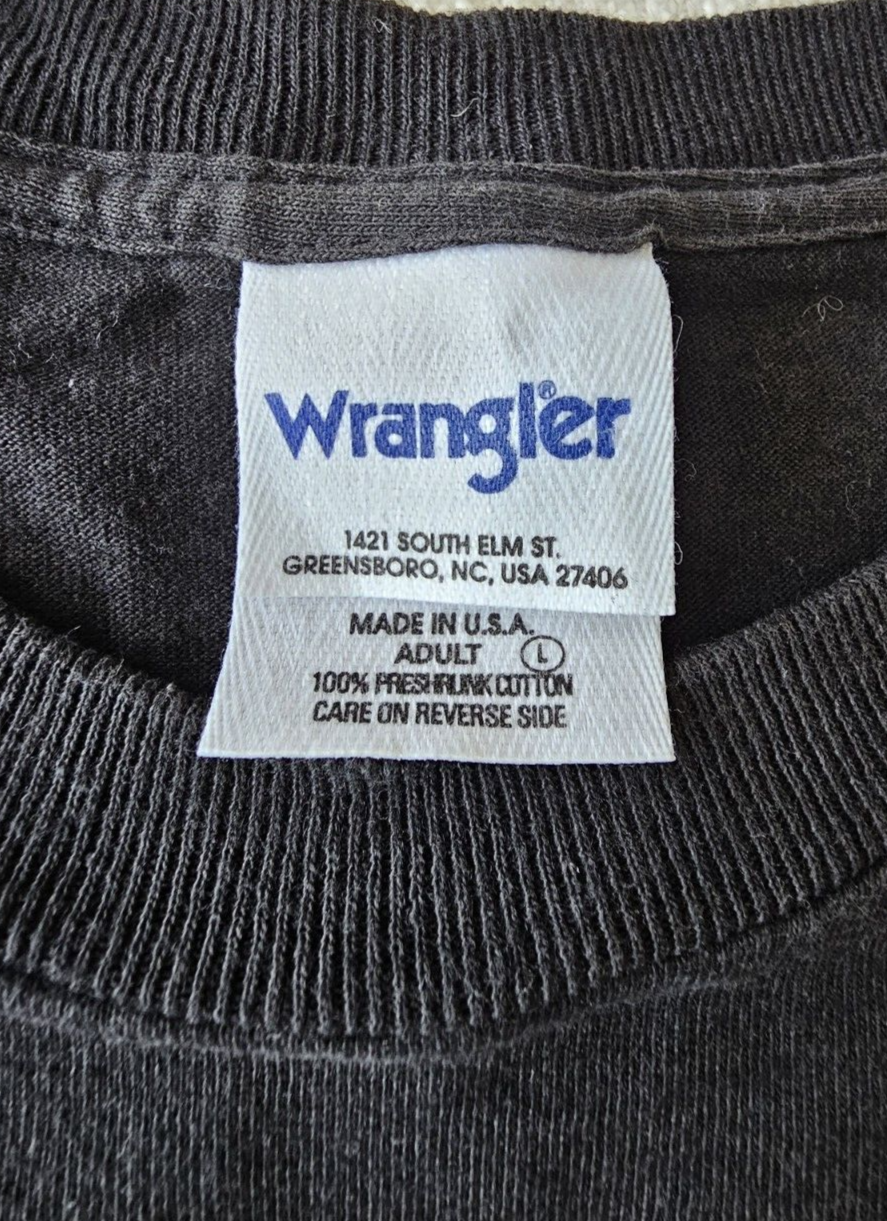 Wrangler®
1421 SOUTH ELM ST.
GREENSBORO, NC, USA 27406
MADE IN U.S.A.
ADULT L
100% PRESHRUNK COTTON
CARE ON REVERSE SIDE